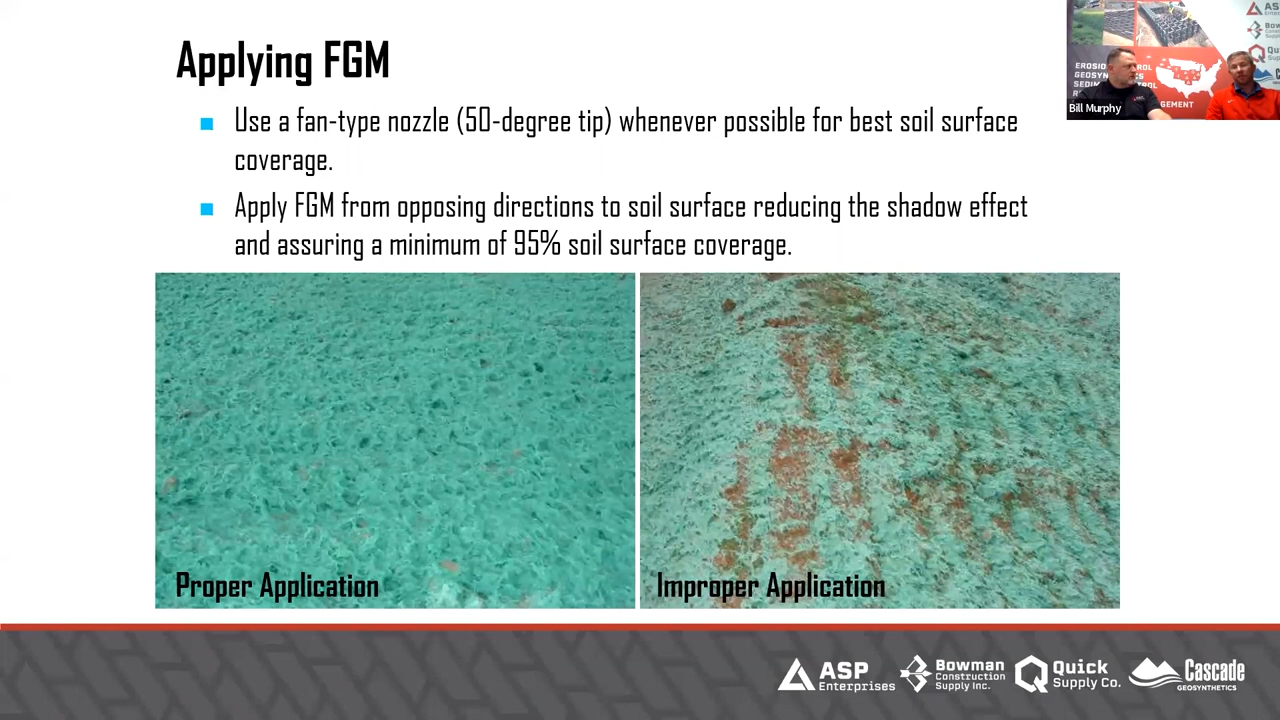 Applying FGM
Use a fan-type nozzle (50-degree tip) whenever possible for best soil surface
coverage.
Apply FGM from opposing directions to soil surface reducing the shadow effect
and assuring a minimum of 95% soil surface coverage.
Proper Application
Improper Application
Bill Murphy
ASP
Enterprises
Bowman
Construction
Supply Inc.
Quick
Supply Co.
Cascade
GEOSYNTHETICS